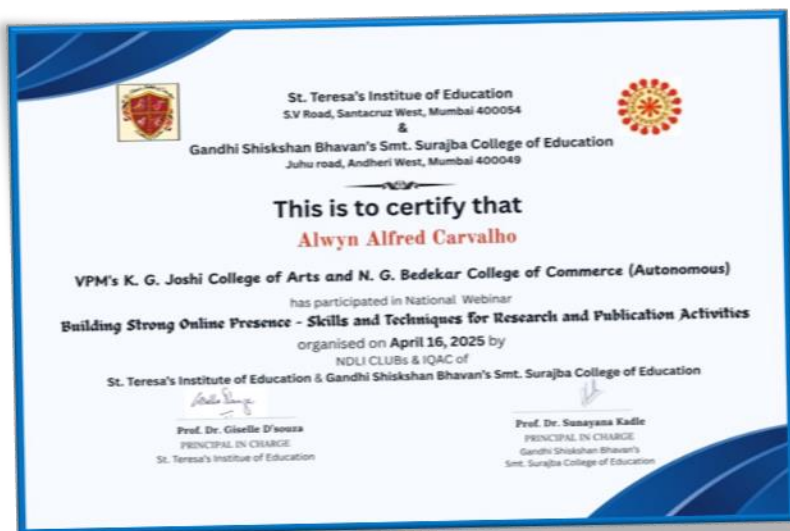 St. Teresa's Institue of Education
S.V Road, Santacruz West, Mumbai 400054
&
Gandhi Shiskshan Bhavan's Smt. Surajba College of Education
Juhu road, Andheri West, Mumbai 400049
This is to certify that
Alwyn Alfred Carvalho
VPM's K. G. Joshi College of Arts and N. G. Bedekar College of Commerce (Autonomous)
has participated in National Webinar
Building Strong Online Presence - Skills and Techniques for Research and Publication Activities
organised on April 16, 2025 by
NDLI CLUBs & IQAC of
St. Teresa's Institute of Education & Gandhi Shiskshan Bhavan's Smt. Surajba College of Education
Prof. Dr. Giselle D'souza
PRINCIPAL IN CHARGE
St. Teresa's Institue of Education
Prof. Dr. Sunayana Kadle
PRINCIPAL IN CHARGE
Gandhi Shiskshan Bhavan's
Smt. Surajba College of Education